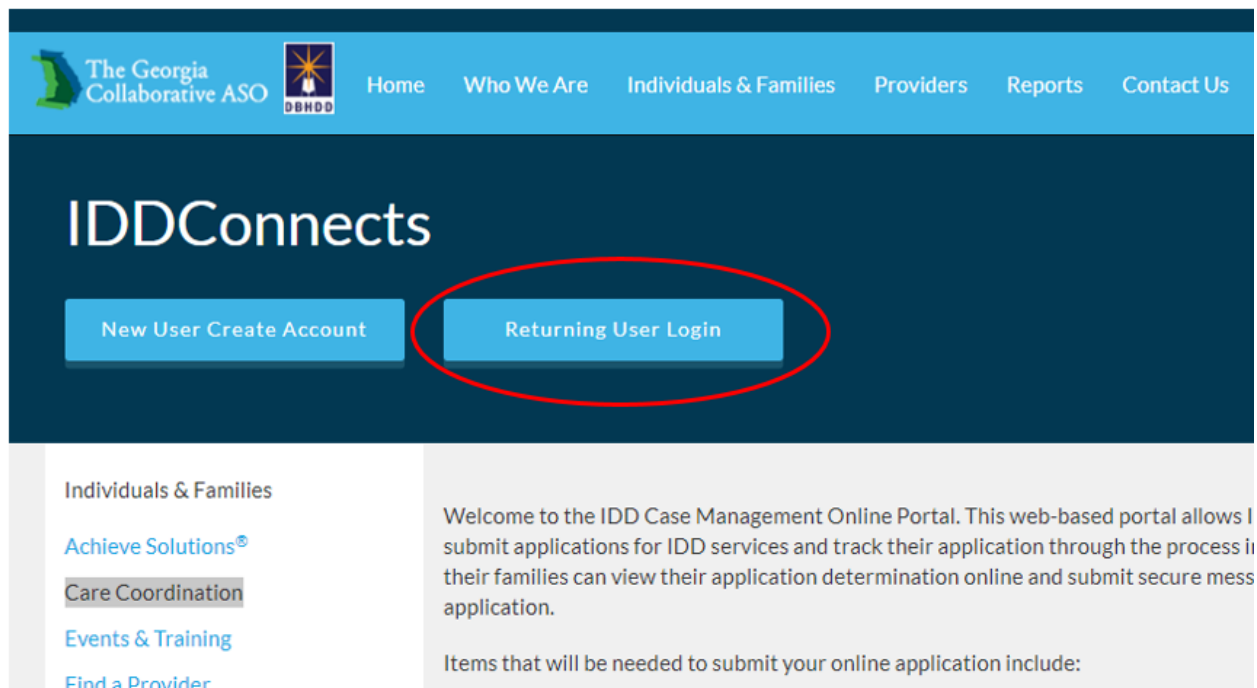 The Georgia
Collaborative ASO
DBHDD
Home Who We Are Individuals & Families Providers Reports Contact Us
IDDConnects
New User Create Account
Returning User Login
Individuals & Families
Achieve Solutions®
Care Coordination
Events & Training
Find a Provider
Welcome to the IDD Case Management Online Portal. This web-based portal allows I
submit applications for IDD services and track their application through the process i
their families can view their application determination online and submit secure mess
application.
Items that will be needed to submit your online application include: